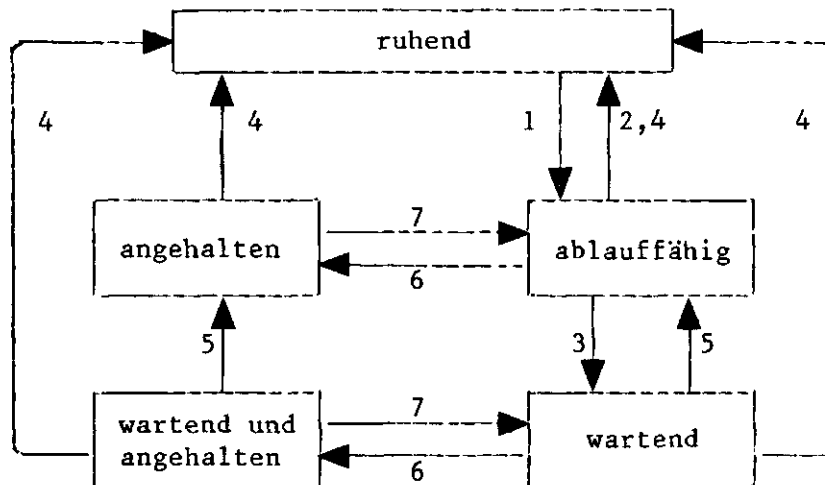 ruhend
4 4 1 2,4 4
7
angehalten ablauffähig
6
5 3 5
7
wartend und
angehalten wartend
6